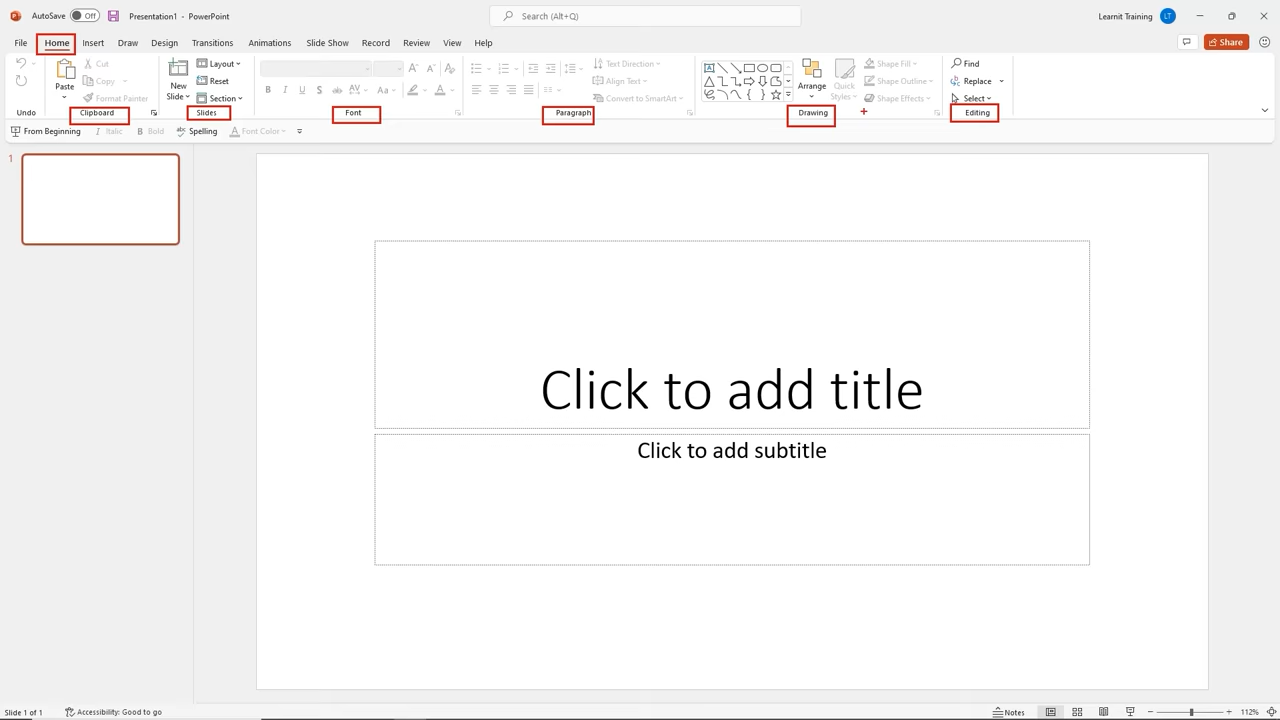 AutoSave Off Presentation1 - PowerPoint Search (Alt+Q) Learnit Training LT
File Home Insert Draw Design Transitions Animations Slide Show Record Review View Help Share
Cut Layout Text Direction Shape Fill Find
Paste Copy New Slide Reset Align Text Arrange Quick Styles Shape Outline Replace
Format Painter Section B I U S ab AV Aa A Convert to SmartArt Shape Effects Select
Undo Clipboard Slides Font Paragraph Drawing Editing
From Beginning I Italic B Bold Spelling A Font Color
1
Click to add title
Click to add subtitle
Slide 1 of 1 Accessibility: Good to go Notes 112%